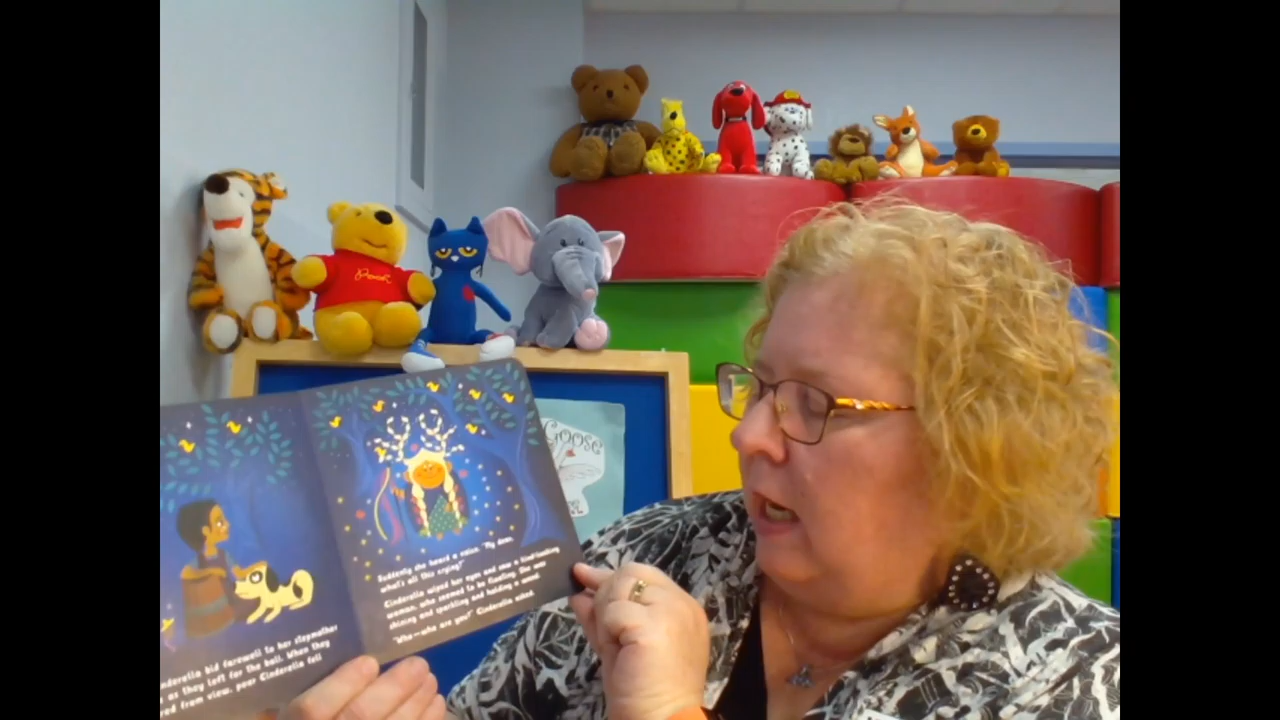 Pooh
Goose
Suddenly she heard a voice. "My dear,
what's all this crying?"
Cinderella wiped her eyes and saw a kind-looking
woman, who seemed to be floating. She was
shining and sparkling and holding a wand.
"Who—who are you?" Cinderella asked.
nderella bid farewell to her stepmother
as they left for the ball. When they
red from view, poor Cinderella fell